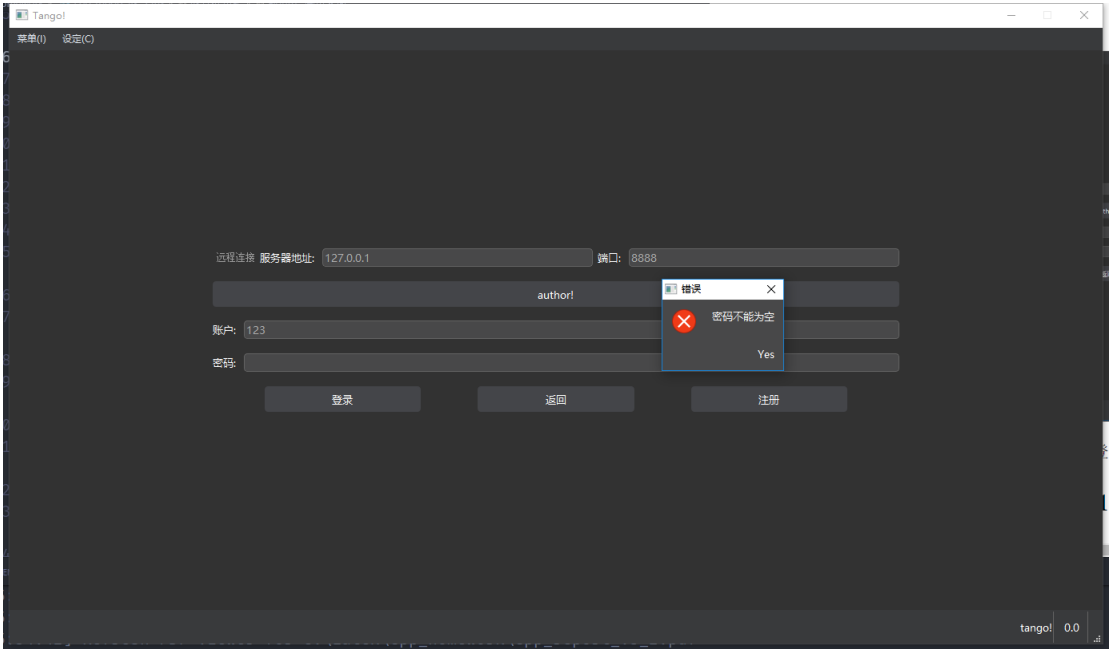 Tango!
菜单(I) 设定(C)
远程连接 服务器地址: 127.0.0.1 端口: 8888
author!
错误
密码不能为空
Yes
账户: 123
密码:
登录 返回 注册
tango! 0.0